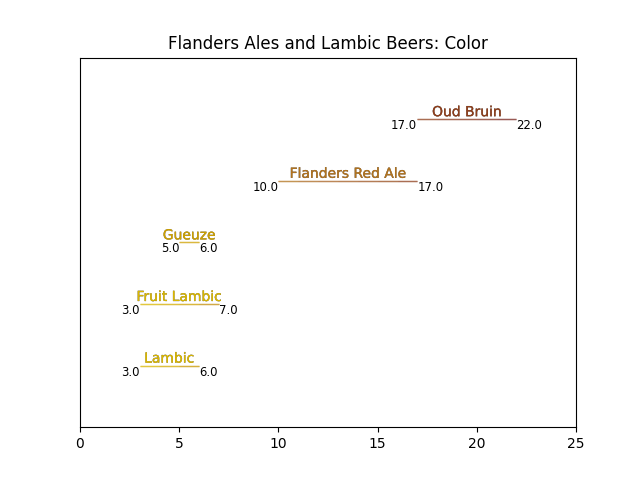 Flanders Ales and Lambic Beers: Color
Oud Bruin
17.0 22.0
Flanders Red Ale
10.0 17.0
Gueuze
5.0 6.0
Fruit Lambic
3.0 7.0
Lambic
3.0 6.0
0 5 10 15 20 25